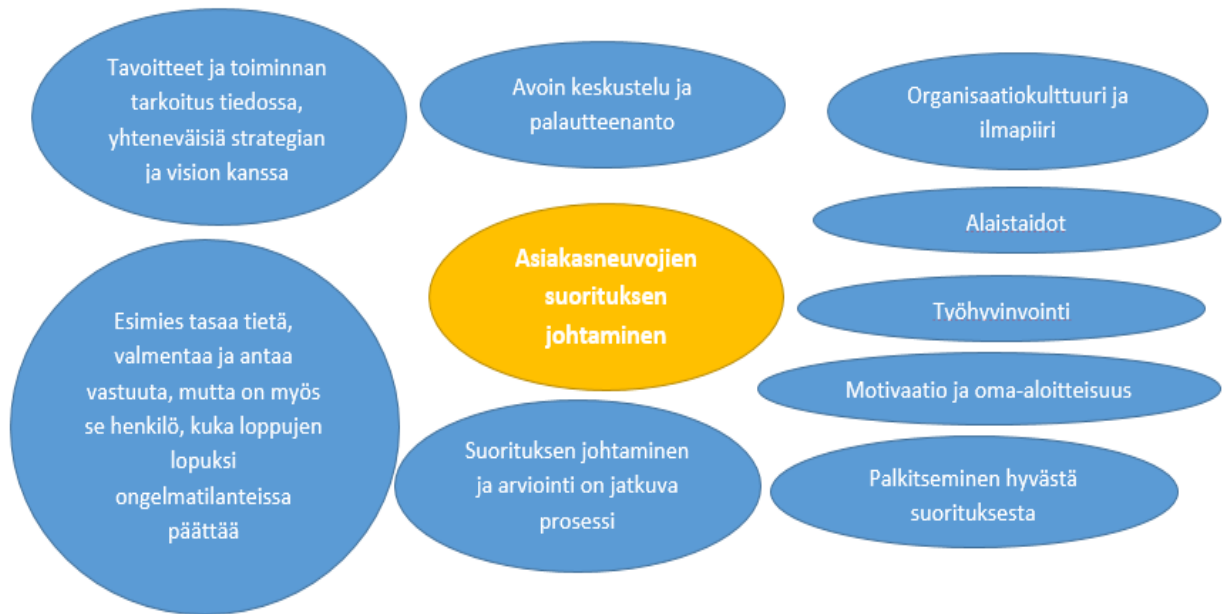 Tavoitteet ja toiminnan
tarkoitus tiedossa,
yhteneväisiä strategian
ja vision kanssa
Avoin keskustelu ja
palautteenanto
Organisaatiokulttuuri ja
ilmapiiri
Alaistaidot
Asiakasneuvojien
suorituksen
johtaminen
Työhyvinvointi
Esimies tasaa tietä,
valmentaa ja antaa
vastuuta, mutta on myös
se henkilö, kuka loppujen
lopuksi
ongelmatilanteissa
päättää
Motivaatio ja oma-aloitteisuus
Suorituksen johtaminen
ja arviointi on jatkuva
prosessi
Palkitseminen hyvästä
suorituksesta